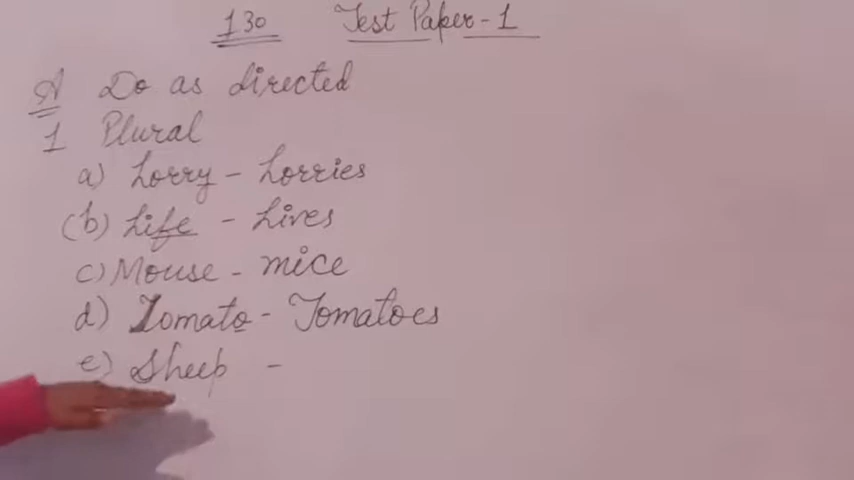 130 Test Paper - 1
A Do as directed
1 Plural
a) Lorry - Lorries
(b) Life - Lives
c) Mouse - mice
d) Tomato - Tomatoes
e) Sheep -